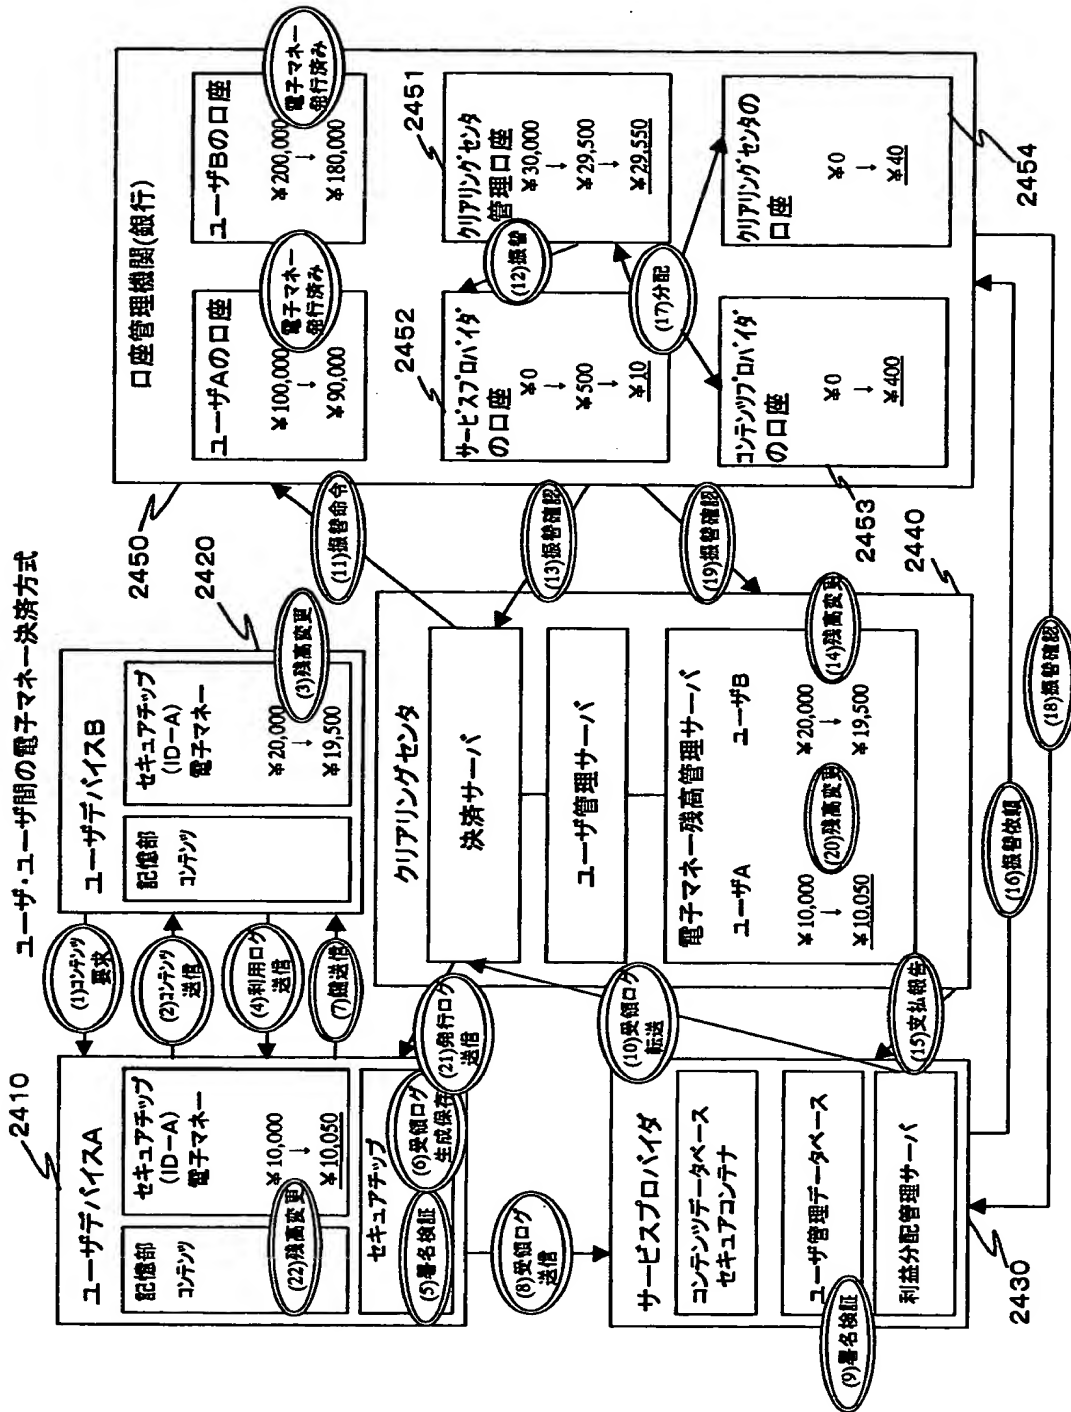 ユーザ・ユーザ間の電子マネー決済方式
2410
ユーザデバイスA
記憶部
コンテンツ
セキュアチップ
(ID-A)
電子マネー
¥10,000
↓
¥10,050
(22)残高変更
セキュアチップ
(5)署名検証
(6)受領ログ
生成保存
(1)コンテンツ
要求
(2)コンテンツ
送信
(4)利用ログ
送信
(7)鍵送信
2420
ユーザデバイスB
記憶部
コンテンツ
セキュアチップ
(ID-A)
電子マネー
¥20,000
↓
¥19,500
(3)残高変更
(8)受領ログ
送信
(21)発行ログ
送信
(10)受領ログ
転送
(15)支払報告
サービスプロバイダ
コンテンツデータベース
セキュアコンテナ
ユーザ管理データベース
利益分配管理サーバ
(9)署名検証
2430
クリアリングセンタ
2440
決済サーバ
ユーザ管理サーバ
電子マネー残高管理サーバ
ユーザA
¥10,000
↓
¥10,050
(20)残高変更
ユーザB
¥20,000
↓
¥19,500
(14)残高変更
(11)振替命令
(13)振替確認
(19)振替確認
(16)振替依頼
(18)振替確認
2450
口座管理機関(銀行)
ユーザAの口座
¥100,000
↓
¥90,000
電子マネー
発行済み
ユーザBの口座
¥200,000
↓
¥180,000
電子マネー
発行済み
2452
サービスプロバイダ
の口座
¥0
↓
¥500
↓
¥10
(12)振替
2451
クリアリングセンタ
管理口座
¥30,000
↓
¥29,500
↓
¥29,550
(17)分配
2453
コンテンツプロバイダ
の口座
¥0
↓
¥400
2454
クリアリングセンタの
口座
¥0
↓
¥40